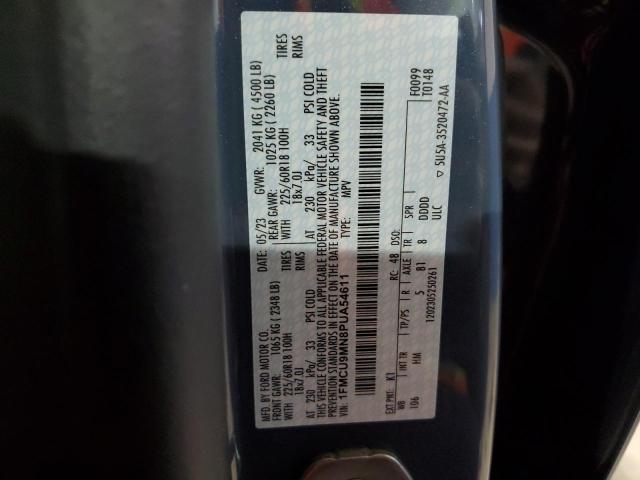 MFD. BY FORD MOTOR CO.
DATE: 05/23 GVWR: 2041 KG ( 4500 LB)
FRONT GAWR: 1065 KG ( 2348 LB) REAR GAWR: 1025 KG ( 2260 LB)
WITH 225/60R18 100H TIRES WITH 225/60R18 100H TIRES
18x7.0J RIMS 18x7.0J RIMS
AT 230 kPa/ 33 PSI COLD AT 230 kPa/ 33 PSI COLD
THIS VEHICLE CONFORMS TO ALL APPLICABLE FEDERAL MOTOR VEHICLE SAFETY AND THEFT
PREVENTION STANDARDS IN EFFECT ON THE DATE OF MANUFACTURE SHOWN ABOVE.
VIN: 1FMCU9MN8PUA54611 TYPE: MPV
F0099
T0148
EXT PNT: K1 RC: 48 DSO:
WB INT TR TP/PS R AXLE TR SPR
106 HM 5 B1 8 DDDD
ULC
1202305250261 5U5A-3520472-AA